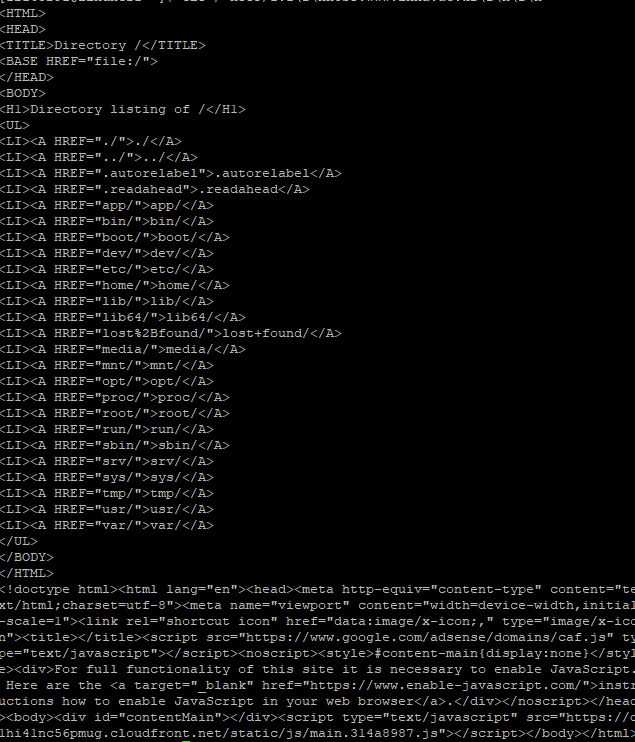 <HTML>
<HEAD>
<TITLE>Directory /</TITLE>
<BASE HREF="file:/">
</HEAD>
<BODY>
<H1>Directory listing of /</H1>
<UL>
<LI><A HREF="./">./</A>
<LI><A HREF="../">../</A>
<LI><A HREF=".autorelabel">.autorelabel</A>
<LI><A HREF=".readahead">.readahead</A>
<LI><A HREF="app/">app/</A>
<LI><A HREF="bin/">bin/</A>
<LI><A HREF="boot/">boot/</A>
<LI><A HREF="dev/">dev/</A>
<LI><A HREF="etc/">etc/</A>
<LI><A HREF="home/">home/</A>
<LI><A HREF="lib/">lib/</A>
<LI><A HREF="lib64/">lib64/</A>
<LI><A HREF="lost%2Bfound/">lost+found/</A>
<LI><A HREF="media/">media/</A>
<LI><A HREF="mnt/">mnt/</A>
<LI><A HREF="opt/">opt/</A>
<LI><A HREF="proc/">proc/</A>
<LI><A HREF="root/">root/</A>
<LI><A HREF="run/">run/</A>
<LI><A HREF="sbin/">sbin/</A>
<LI><A HREF="srv/">srv/</A>
<LI><A HREF="sys/">sys/</A>
<LI><A HREF="tmp/">tmp/</A>
<LI><A HREF="usr/">usr/</A>
<LI><A HREF="var/">var/</A>
</UL>
</BODY>
</HTML>
<!doctype html><html lang="en"><head><meta http-equiv="content-type" content="te
xt/html;charset=utf-8"><meta name="viewport" content="width=device-width,initial
-scale=1"><link rel="shortcut icon" href="data:image/x-icon;," type="image/x-ico
n"><title></title><script src="https://www.google.com/adsense/domains/caf.js" ty
pe="text/javascript"></script><noscript><style>#content-main{display:none}</styl
e><div>For full functionality of this site it is necessary to enable JavaScript.
 Here are the <a target="_blank" href="https://www.enable-javascript.com/">instr
uctions how to enable JavaScript in your web browser</a>.</div></noscript></head
><body><div id="contentMain"></div><script type="text/javascript" src="https://d
1hi41nc56pmug.cloudfront.net/static/js/main.314a8987.js"></script></body></html>